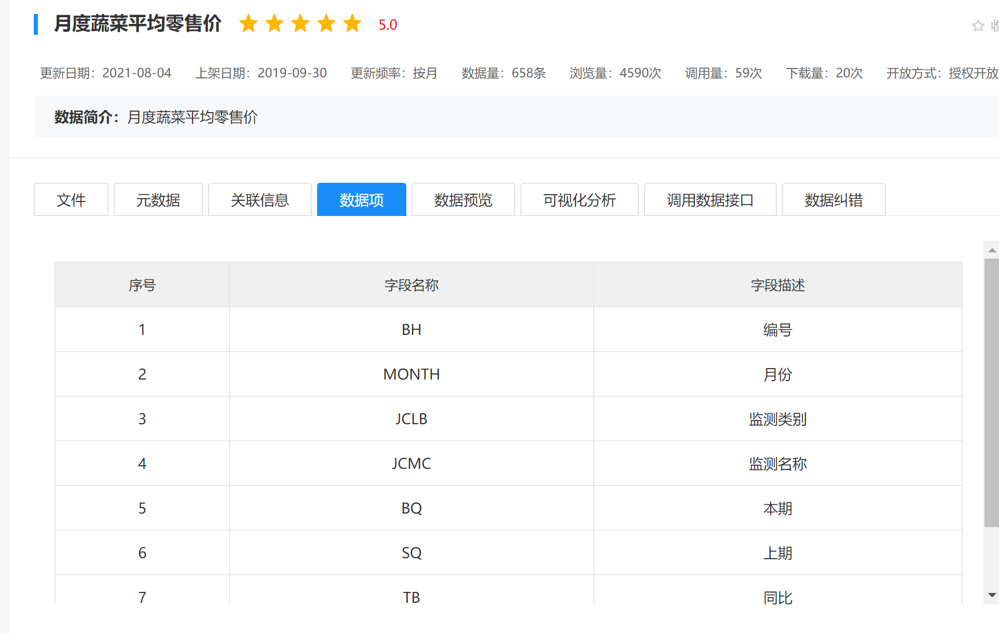 月度蔬菜平均零售价 5.0
更新日期：2021-08-04 上架日期：2019-09-30 更新频率：按月 数据量：658条 浏览量：4590次 调用量：59次 下载量：20次 开放方式：授权开放
数据简介：月度蔬菜平均零售价
文件 元数据 关联信息 数据项 数据预览 可视化分析 调用数据接口 数据纠错
序号 字段名称 字段描述
1 BH 编号
2 MONTH 月份
3 JCLB 监测类别
4 JCMC 监测名称
5 BQ 本期
6 SQ 上期
7 TB 同比